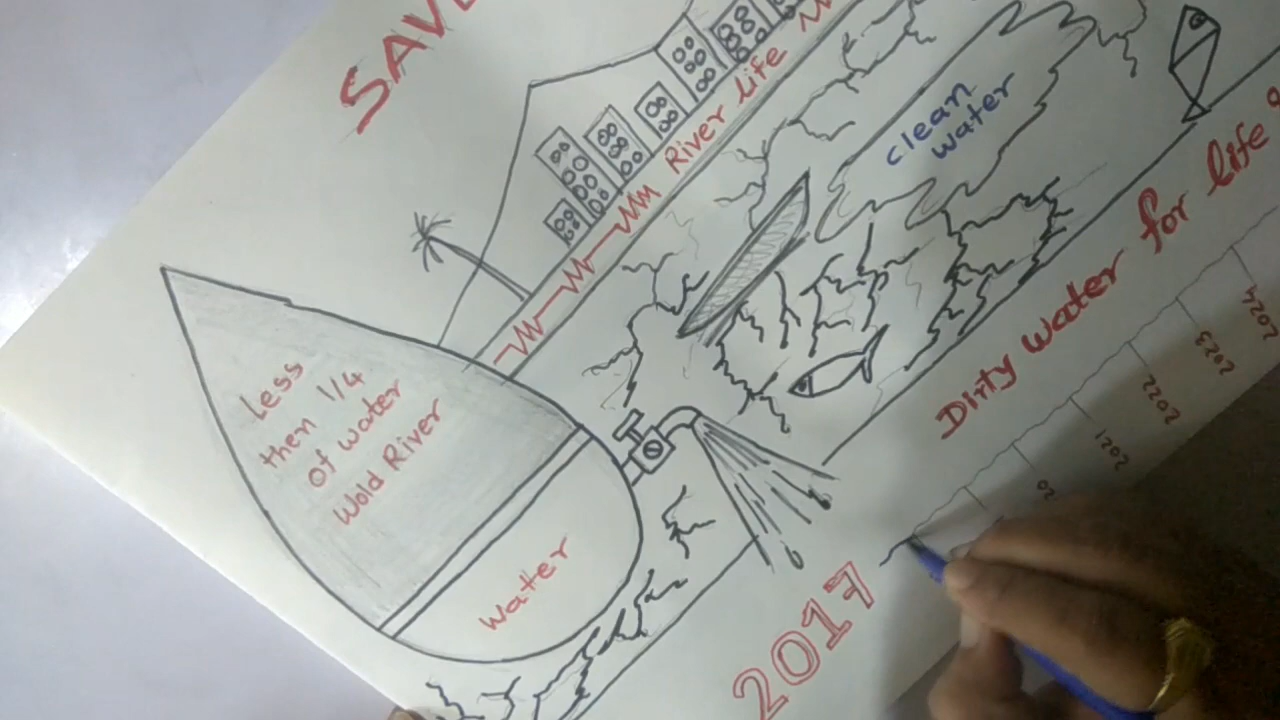 SAVE
River life
clean
water
Less
then 1/4
of water
Wold River
Water
Dirty water for life
2017
20
2021
2022
2023
2024